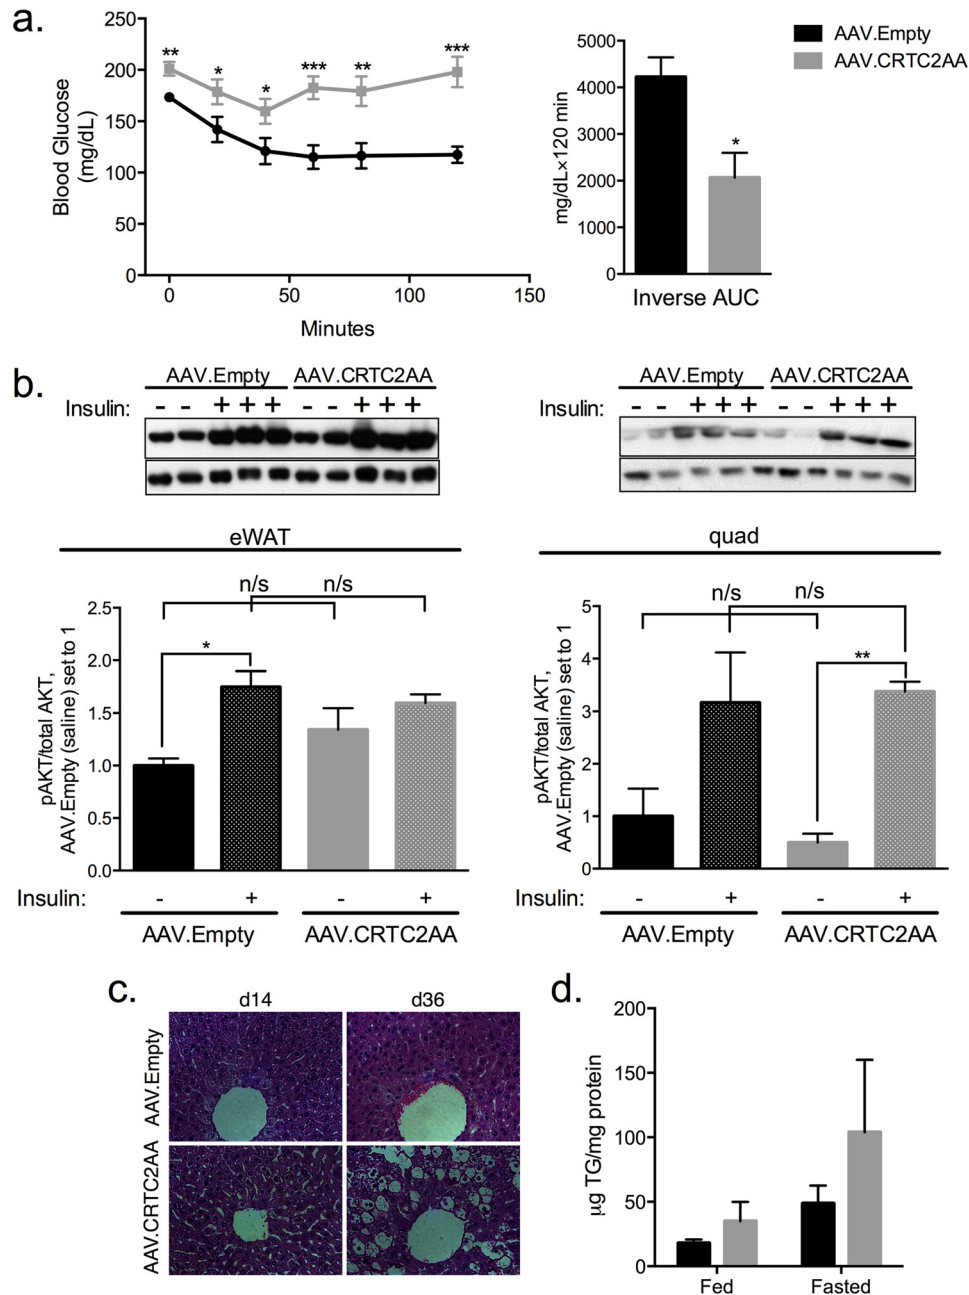 a.
250
200
150
100
50
0
Blood Glucose
(mg/dL)
** * * *** ** ***
0 50 100 150
Minutes
5000
4000
3000
2000
1000
0
mg/dL×120 min
*
Inverse AUC
AAV.Empty
AAV.CRTC2AA
b.
AAV.Empty AAV.CRTC2AA
Insulin: - - + + + - - + + +
AAV.Empty AAV.CRTC2AA
Insulin: - - + + + - - + + +
eWAT
n/s n/s
*
2.5
2.0
1.5
1.0
0.5
0.0
pAKT/total AKT,
AAV.Empty (saline) set to 1
Insulin: - + - +
AAV.Empty AAV.CRTC2AA
quad
n/s n/s
**
5
4
3
2
1
0
pAKT/total AKT,
AAV.Empty (saline) set to 1
Insulin: - + - +
AAV.Empty AAV.CRTC2AA
c.
d14 d36
AAV.Empty
AAV.CRTC2AA
d.
200
150
100
50
0
µg TG/mg protein
Fed Fasted